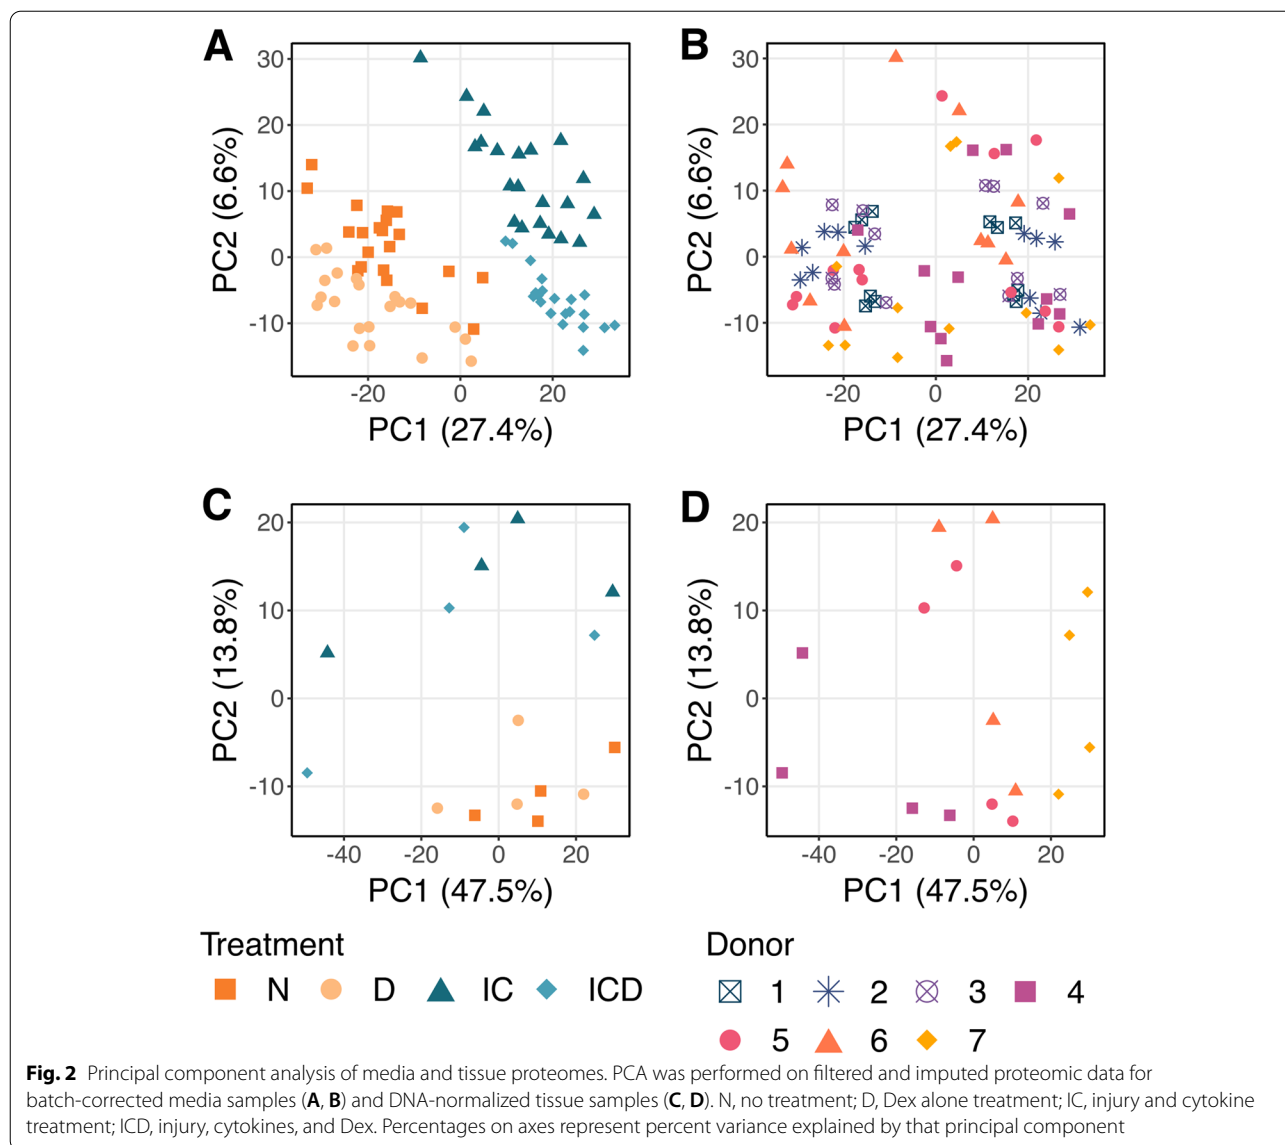 A
B
30
20
10
0
-10
PC2 (6.6%)
-20 0 20
PC1 (27.4%)
30
20
10
0
-10
PC2 (6.6%)
-20 0 20
PC1 (27.4%)
C
D
20
10
0
-10
PC2 (13.8%)
-40 -20 0 20
PC1 (47.5%)
20
10
0
-10
PC2 (13.8%)
-40 -20 0 20
PC1 (47.5%)
Treatment
N D IC ICD
Donor
1 2 3 4
5 6 7
Fig. 2 Principal component analysis of media and tissue proteomes. PCA was performed on filtered and imputed proteomic data for
batch-corrected media samples (A, B) and DNA-normalized tissue samples (C, D). N, no treatment; D, Dex alone treatment; IC, injury and cytokine
treatment; ICD, injury, cytokines, and Dex. Percentages on axes represent percent variance explained by that principal component